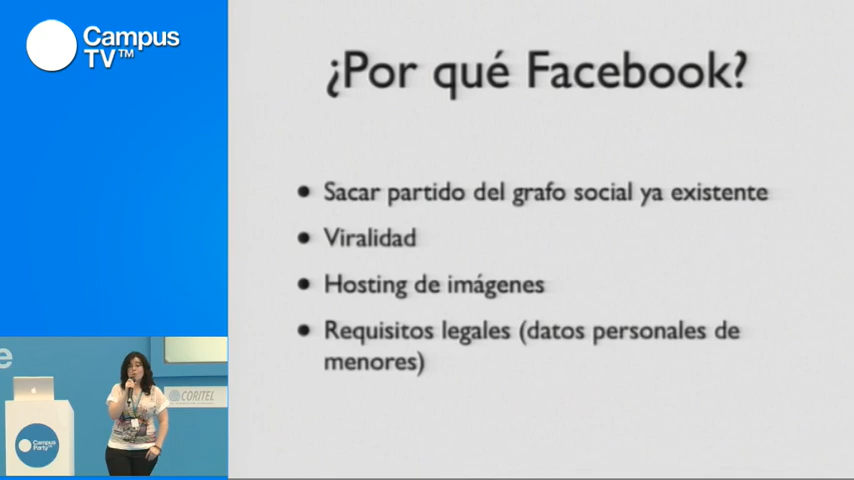 Campus
TV™
¿Por qué Facebook?
• Sacar partido del grafo social ya existente
• Viralidad
• Hosting de imágenes
• Requisitos legales (datos personales de
menores)
e
CORITEL
Campus
Party™